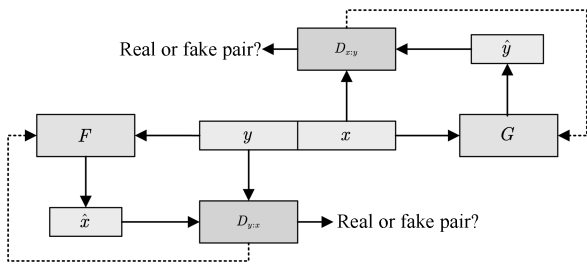 Real or fake pair?
D_{x:y}
ŷ
F
y
x
G
x̂
D_{y:x}
Real or fake pair?